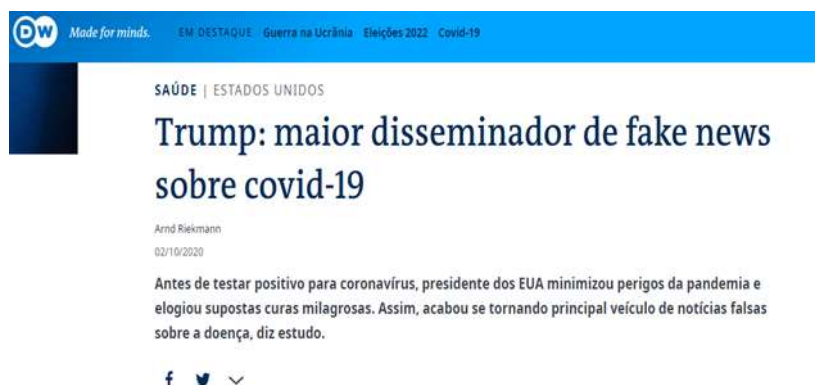 DW Made for minds. EM DESTAQUE Guerra na Ucrânia Eleições 2022 Covid-19
SAÚDE | ESTADOS UNIDOS
Trump: maior disseminador de fake news
sobre covid-19
Arnd Riekmann
02/10/2020
Antes de testar positivo para coronavírus, presidente dos EUA minimizou perigos da pandemia e
elogiou supostas curas milagrosas. Assim, acabou se tornando principal veículo de notícias falsas
sobre a doença, diz estudo.